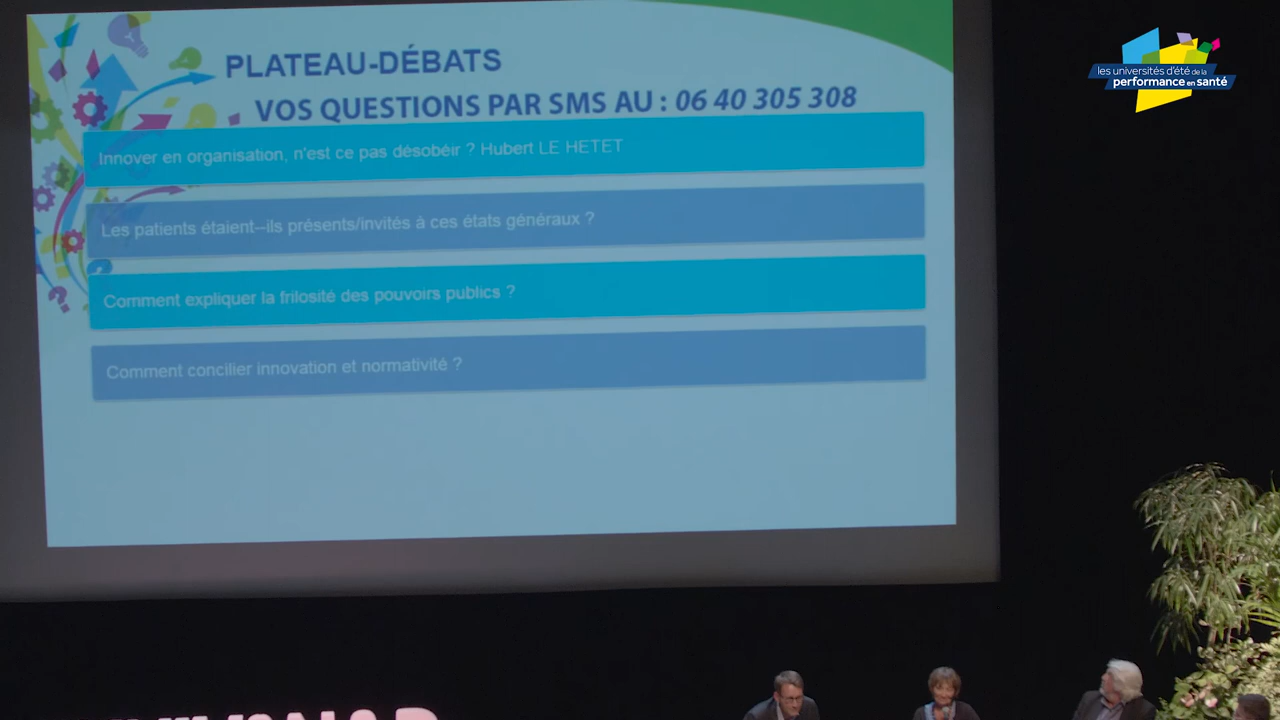 PLATEAU-DÉBATS
VOS QUESTIONS PAR SMS AU : 06 40 305 308
Innover en organisation, n'est ce pas désobéir ? Hubert LE HETET
Les patients étaient--ils présents/invités à ces états généraux ?
Comment expliquer la frilosité des pouvoirs publics ?
Comment concilier innovation et normativité ?
les universités d'été de la
performance en santé